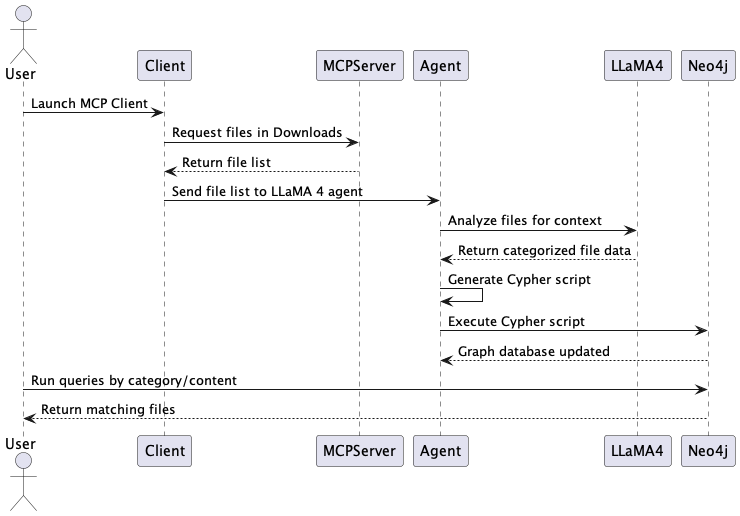 User
Client
MCPServer
Agent
LLaMA4
Neo4j
Launch MCP Client
Request files in Downloads
Return file list
Send file list to LLaMA 4 agent
Analyze files for context
Return categorized file data
Generate Cypher script
Execute Cypher script
Graph database updated
Run queries by category/content
Return matching files
User
Client
MCPServer
Agent
LLaMA4
Neo4j